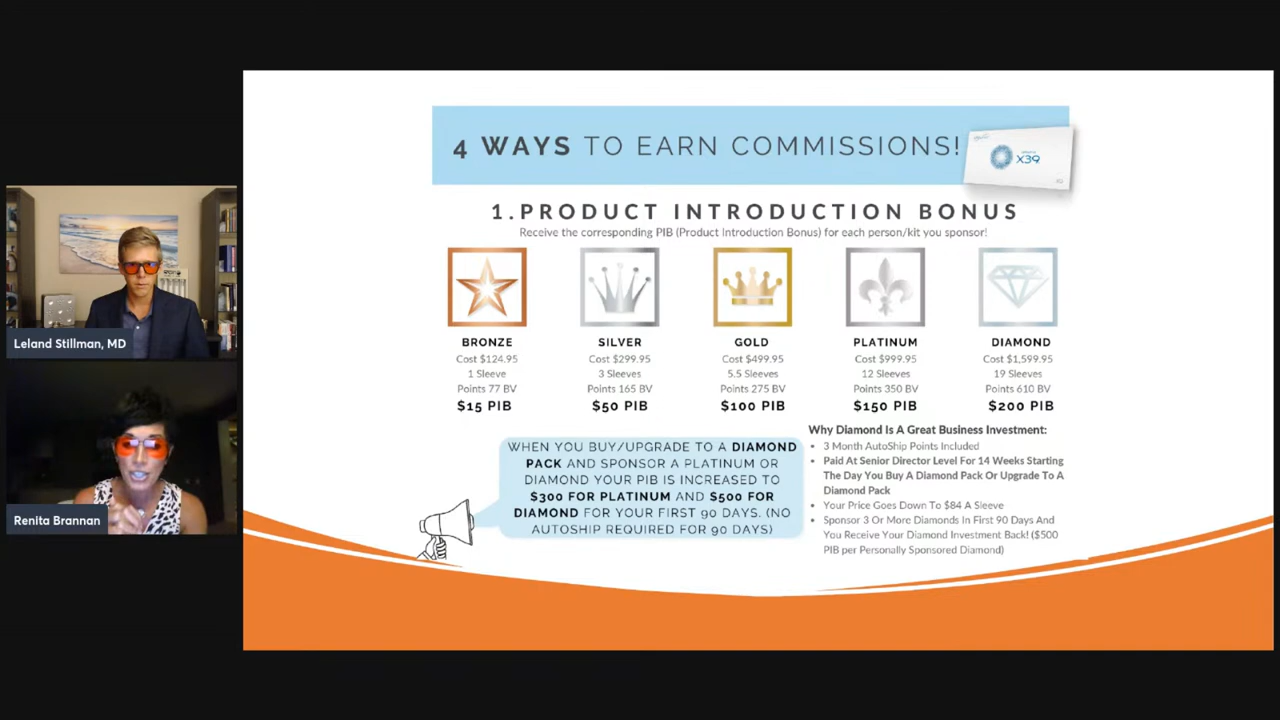 4 WAYS TO EARN COMMISSIONS!
X39
1.PRODUCT INTRODUCTION BONUS
Receive the corresponding PIB (Product Introduction Bonus) for each person/kit you sponsor!
BRONZE
Cost $124.95
1 Sleeve
Points 77 BV
$15 PIB
SILVER
Cost $299.95
3 Sleeves
Points 165 BV
$50 PIB
GOLD
Cost $499.95
5.5 Sleeves
Points 275 BV
$100 PIB
PLATINUM
Cost $999.95
12 Sleeves
Points 350 BV
$150 PIB
DIAMOND
Cost $1,599.95
19 Sleeves
Points 610 BV
$200 PIB
WHEN YOU BUY/UPGRADE TO A DIAMOND
PACK AND SPONSOR A PLATINUM OR
DIAMOND YOUR PIB IS INCREASED TO
$300 FOR PLATINUM AND $500 FOR
DIAMOND FOR YOUR FIRST 90 DAYS. (NO
AUTOSHIP REQUIRED FOR 90 DAYS)
Why Diamond Is A Great Business Investment:
• 3 Month AutoShip Points Included
• Paid At Senior Director Level For 14 Weeks Starting
The Day You Buy A Diamond Pack Or Upgrade To A
Diamond Pack
• Your Price Goes Down To $84 A Sleeve
• Sponsor 3 Or More Diamonds In First 90 Days And
You Receive Your Diamond Investment Back! ($500
PIB per Personally Sponsored Diamond)
Leland Stillman, MD
Renita Brannan